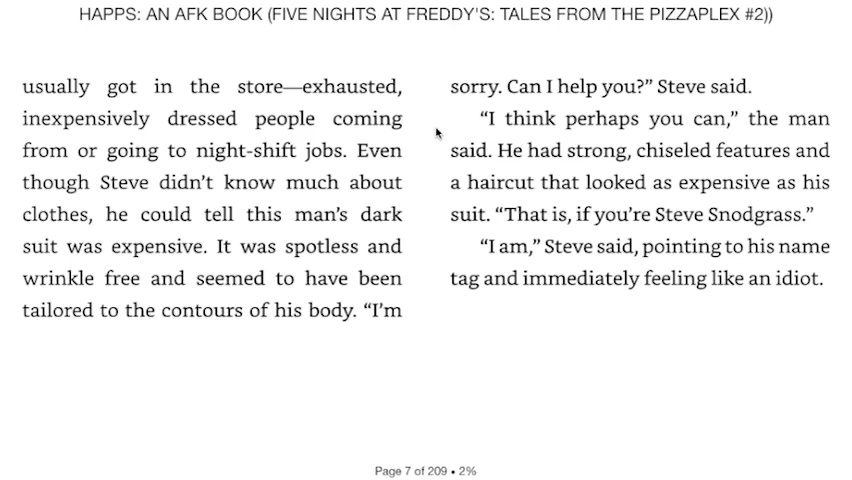 HAPPS: AN AFK BOOK (FIVE NIGHTS AT FREDDY'S: TALES FROM THE PIZZAPLEX #2))
usually got in the store—exhausted,
inexpensively dressed people coming
from or going to night-shift jobs. Even
though Steve didn’t know much about
clothes, he could tell this man’s dark
suit was expensive. It was spotless and
wrinkle free and seemed to have been
tailored to the contours of his body. “I’m
sorry. Can I help you?” Steve said.
“I think perhaps you can,” the man
said. He had strong, chiseled features and
a haircut that looked as expensive as his
suit. “That is, if you’re Steve Snodgrass.”
“I am,” Steve said, pointing to his name
tag and immediately feeling like an idiot.
Page 7 of 209 • 2%